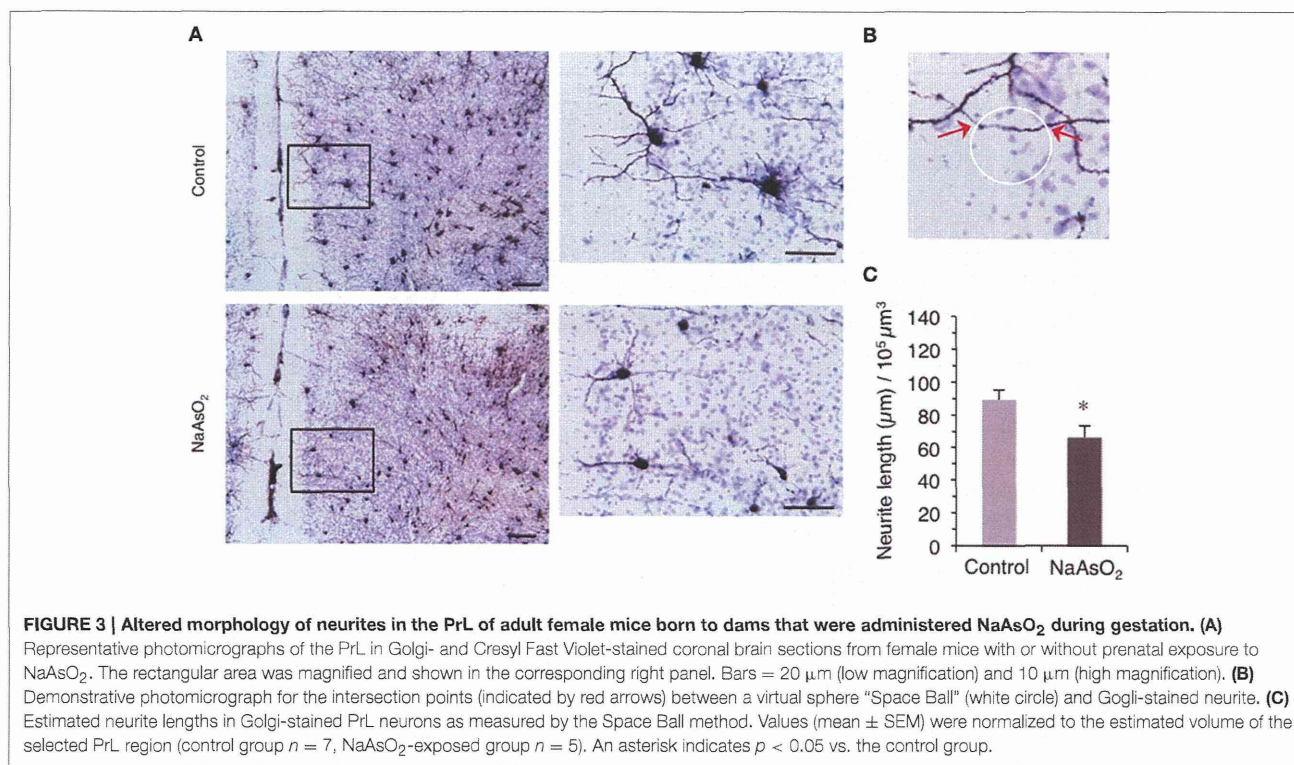 A
B
Control
NaAsO₂
C
Neurite length (μm) / 10⁵ μm³
140
120
100
80
60
40
20
0
*
Control
NaAsO₂
FIGURE 3 | Altered morphology of neurites in the PrL of adult female mice born to dams that were administered NaAsO₂ during gestation. (A)
Representative photomicrographs of the PrL in Golgi- and Cresyl Fast Violet-stained coronal brain sections from female mice with or without prenatal exposure to
NaAsO₂. The rectangular area was magnified and shown in the corresponding right panel. Bars = 20 μm (low magnification) and 10 μm (high magnification). (B)
Demonstrative photomicrograph for the intersection points (indicated by red arrows) between a virtual sphere "Space Ball" (white circle) and Gogli-stained neurite. (C)
Estimated neurite lengths in Golgi-stained PrL neurons as measured by the Space Ball method. Values (mean ± SEM) were normalized to the estimated volume of the
selected PrL region (control group n = 7, NaAsO₂-exposed group n = 5). An asterisk indicates p < 0.05 vs. the control group.